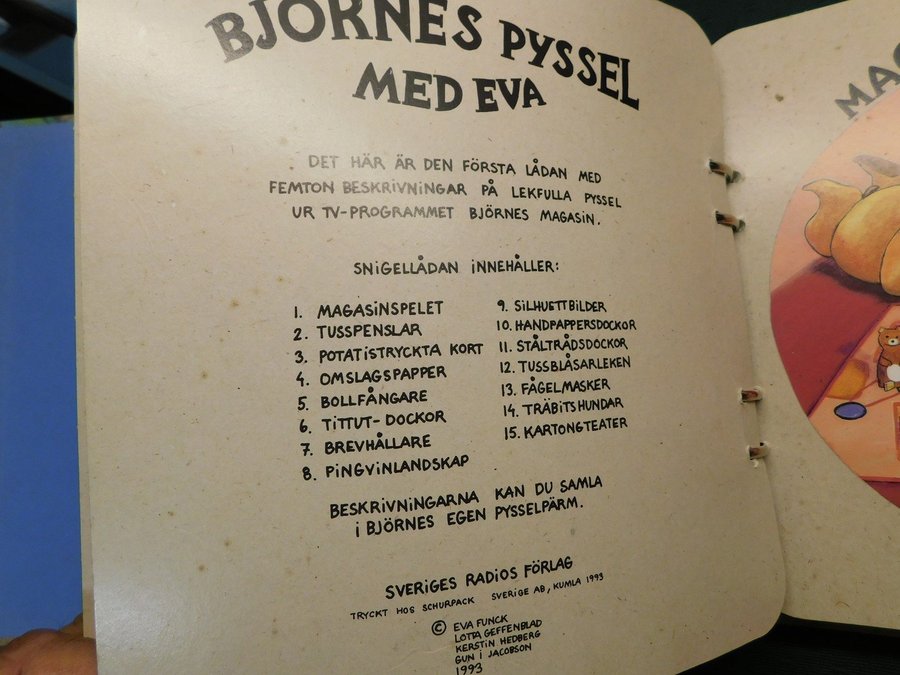 BJÖRNES PYSSEL
MED EVA
DET HÄR ÄR DEN FÖRSTA LÅDAN MED
FEMTON BESKRIVNINGAR PÅ LEKFULLA PYSSEL
UR TV-PROGRAMMET BJÖRNES MAGASIN.
SNIGELLÅDAN INNEHÅLLER:
1. MAGASINSPELET
2. TUSSPENSLAR
3. POTATISTRYCKTA KORT
4. OMSLAGSPAPPER
5. BOLLFÅNGARE
6. TITTUT-DOCKOR
7. BREVHÅLLARE
8. PINGVINLANDSKAP
9. SILHUETTBILDER
10. HANDPAPPERSDOCKOR
11. STÅLTRÅDSDOCKOR
12. TUSSBLÅSARLEKEN
13. FÅGELMASKER
14. TRÄBITSHUNDAR
15. KARTONGTEATER
BESKRIVNINGARNA KAN DU SAMLA
I BJÖRNES EGEN PYSSELPÄRM.
SVERIGES RADIOS FÖRLAG
TRYCKT HOS SCHURPACK SVERIGE AB, KUMLA 1993
© EVA FUNCK
LOTTA GEFFENBLAD
KERSTIN HEDBERG
GUN I JACOBSON
1993